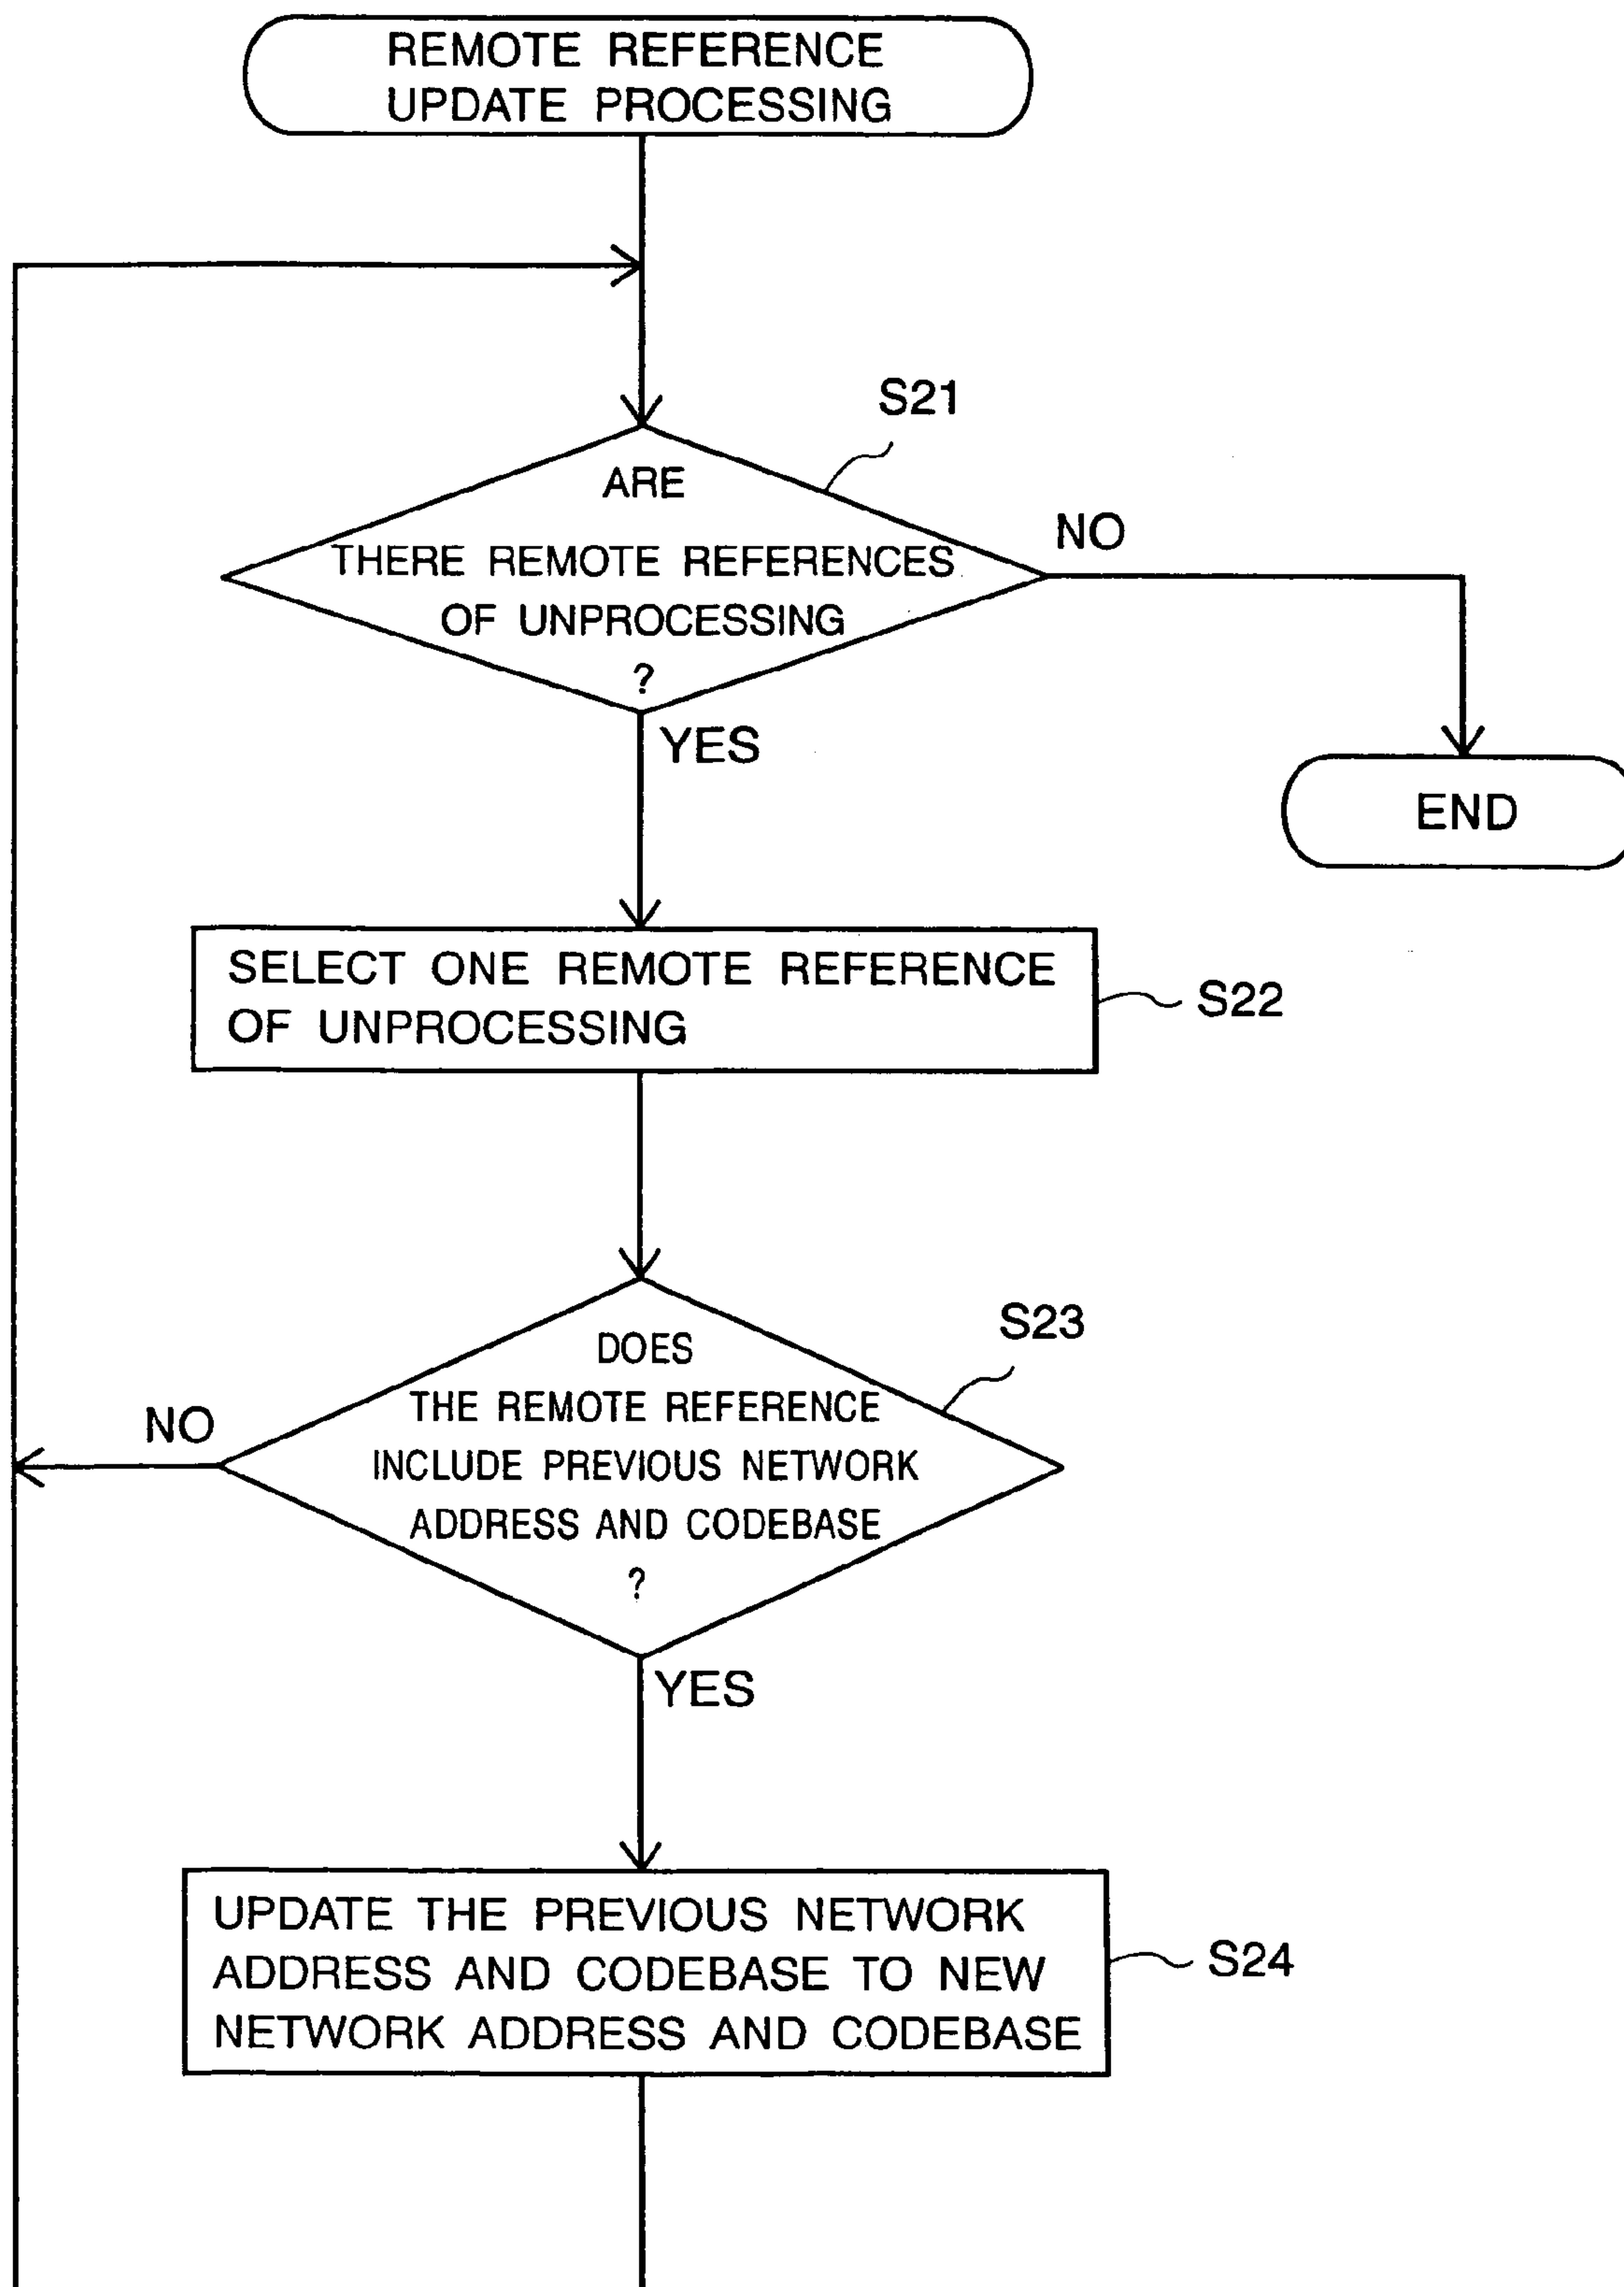 REMOTE REFERENCE
UPDATE PROCESSING
S21
ARE
THERE REMOTE REFERENCES
OF UNPROCESSING
?
NO
YES
END
SELECT ONE REMOTE REFERENCE
OF UNPROCESSING
S22
S23
DOES
THE REMOTE REFERENCE
INCLUDE PREVIOUS NETWORK
ADDRESS AND CODEBASE
?
NO
YES
UPDATE THE PREVIOUS NETWORK
ADDRESS AND CODEBASE TO NEW
NETWORK ADDRESS AND CODEBASE
S24